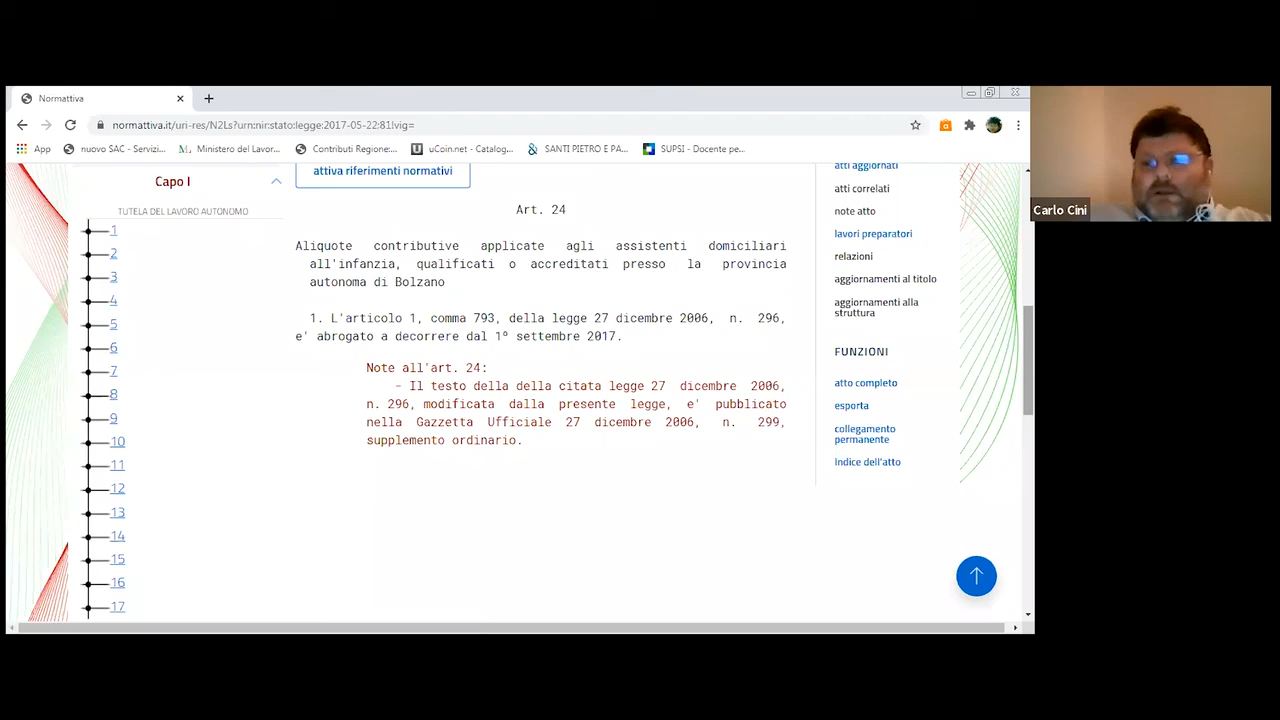 Normattiva
normattiva.it/uri-res/N2Ls?urn:nir:stato:legge:2017-05-22;81!vig=
App
nuovo SAC - Servizi...
Ministero del Lavor...
Contributi Regione:...
uCoin.net - Catalog...
SANTI PIETRO E PA...
SUPSI - Docente pe...
Capo I
TUTELA DEL LAVORO AUTONOMO
1
2
3
4
5
6
7
8
9
10
11
12
13
14
15
16
17
attiva riferimenti normativi
Art. 24
Aliquote contributive applicate agli assistenti domiciliari
all'infanzia, qualificati o accreditati presso la provincia
autonoma di Bolzano
1. L'articolo 1, comma 793, della legge 27 dicembre 2006, n. 296,
e' abrogato a decorrere dal 1º settembre 2017.
Note all'art. 24:
- Il testo della della citata legge 27 dicembre 2006,
n. 296, modificata dalla presente legge, e' pubblicato
nella Gazzetta Ufficiale 27 dicembre 2006, n. 299,
supplemento ordinario.
atti aggiornati
atti correlati
note atto
lavori preparatori
relazioni
aggiornamenti al titolo
aggiornamenti alla
struttura
FUNZIONI
atto completo
esporta
collegamento
permanente
indice dell'atto
Carlo Cini